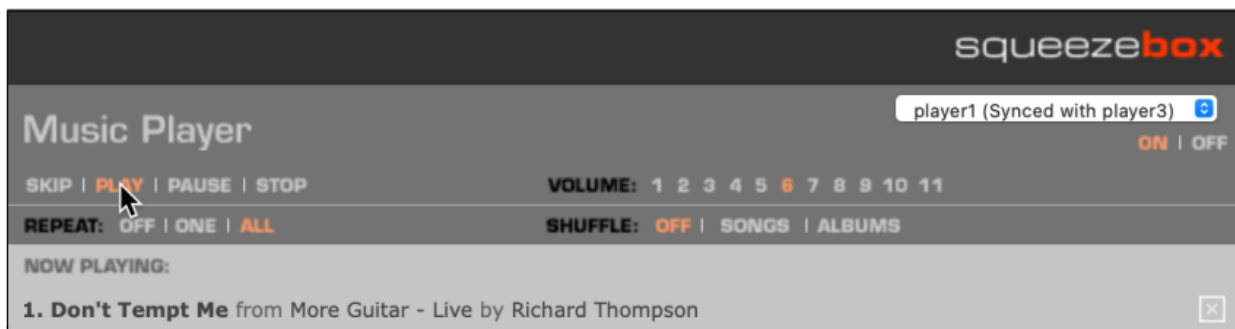 squeezebox
player1 (Synced with player3)
Music Player
ON | OFF
SKIP | PLAY | PAUSE | STOP
VOLUME: 1 2 3 4 5 6 7 8 9 10 11
REPEAT: OFF | ONE | ALL
SHUFFLE: OFF | SONGS | ALBUMS
NOW PLAYING:
1. Don't Tempt Me from More Guitar - Live by Richard Thompson